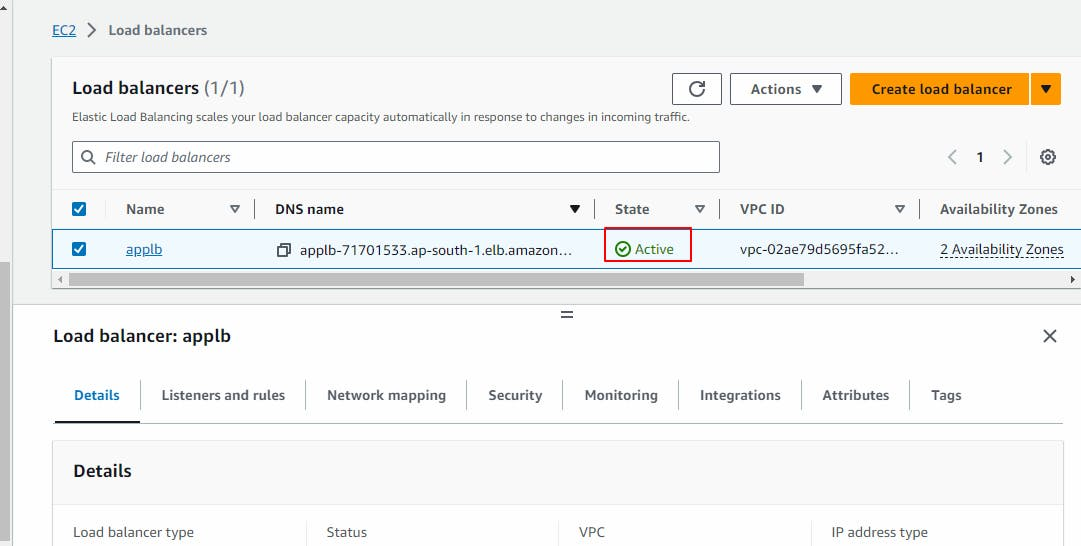 EC2 > Load balancers
Load balancers (1/1)
Actions
Create load balancer
Elastic Load Balancing scales your load balancer capacity automatically in response to changes in incoming traffic.
Filter load balancers
1
Name DNS name State VPC ID Availability Zones
applb applb-71701533.ap-south-1.elb.amazon... Active vpc-02ae79d5695fa52... 2 Availability Zones
Load balancer: applb
Details Listeners and rules Network mapping Security Monitoring Integrations Attributes Tags
Details
Load balancer type Status VPC IP address type